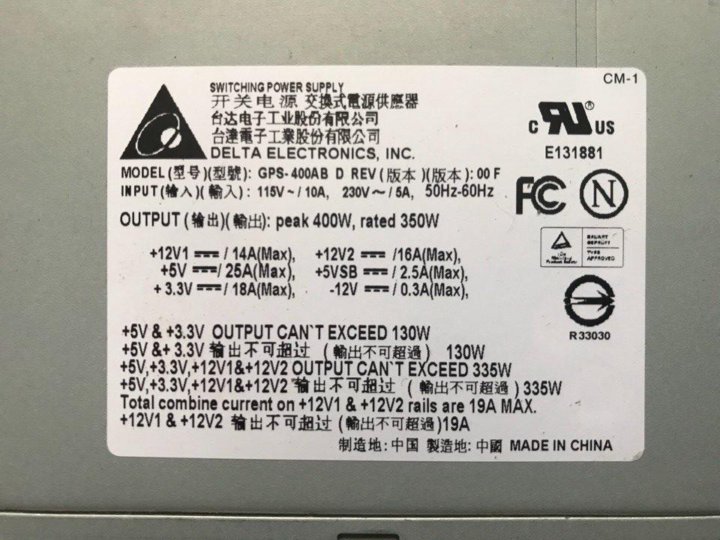 CM-1
SWITCHING POWER SUPPLY
开关电源 交換式電源供應器
台达电子工业股份有限公司
台達電子工業股份有限公司
DELTA ELECTRONICS, INC.
c RU US
E131881
MODEL(型号)(型號): GPS-400AB D REV(版本)(版本): 00F
INPUT(输入)(輸入): 115V~/10A, 230V~/5A, 50Hz-60Hz
FC N
OUTPUT(输出)(輸出): peak 400W, rated 350W
+12V1 ⎓/14A(Max), +12V2 ⎓/16A(Max),
+5V ⎓/25A(Max), +5VSB ⎓/2.5A(Max),
+3.3V ⎓/18A(Max), -12V ⎓/0.3A(Max),
BAUART
GEPRUFT
TYPE
APPROVED
R33030
+5V &+3.3V OUTPUT CAN`T EXCEED 130W
+5V &+3.3V 输出不可超过 (輸出不可超過) 130W
+5V,+3.3V,+12V1&+12V2 OUTPUT CAN`T EXCEED 335W
+5V,+3.3V,+12V1&+12V2 输出不可超过 (輸出不可超過) 335W
Total combine current on +12V1 & +12V2 rails are 19A MAX.
+12V1 & +12V2 输出不可超过 (輸出不可超過)19A
制造地:中国 製造地:中國 MADE IN CHINA